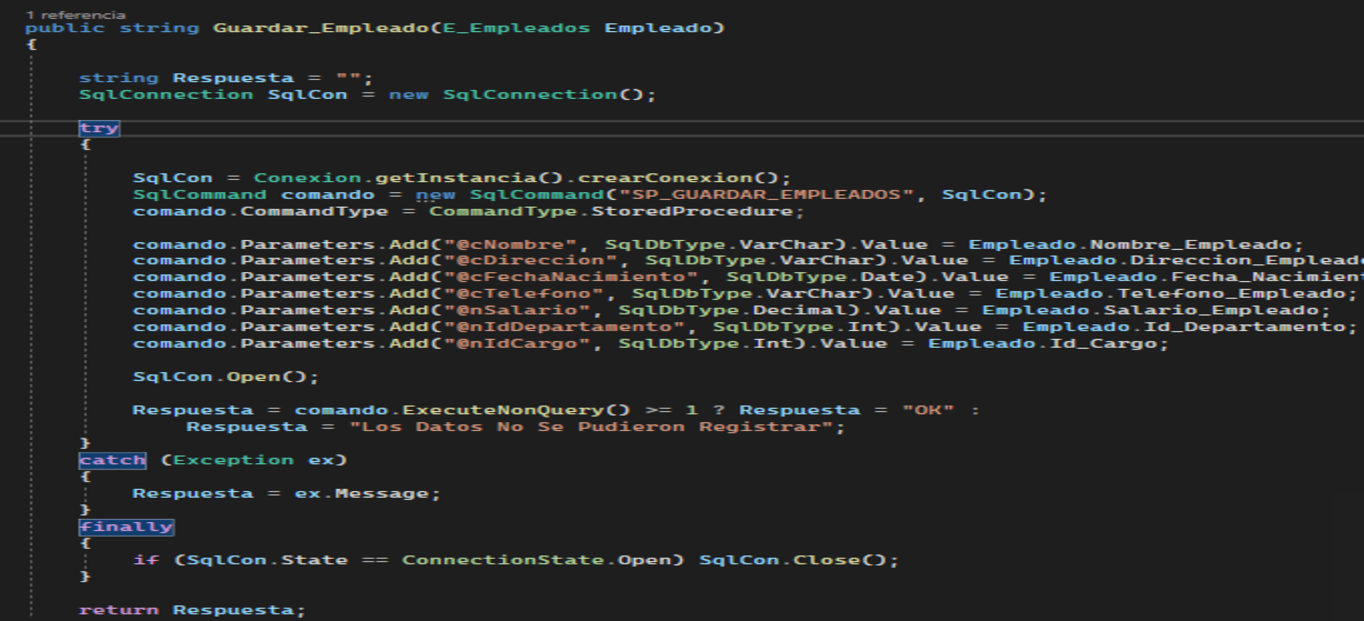 1 referencia
public string Guardar_Empleado(E_Empleados Empleado)
{
string Respuesta = "";
SqlConnection SqlCon = new SqlConnection();
try
{
SqlCon = Conexion.getInstancia().crearConexion();
SqlCommand comando = new SqlCommand("SP_GUARDAR_EMPLEADOS", SqlCon);
comando.CommandType = CommandType.StoredProcedure;
comando.Parameters.Add("@cNombre", SqlDbType.VarChar).Value = Empleado.Nombre_Empleado;
comando.Parameters.Add("@cDireccion", SqlDbType.VarChar).Value = Empleado.Direccion_Emplead
comando.Parameters.Add("@cFechaNacimiento", SqlDbType.Date).Value = Empleado.Fecha_Nacimien
comando.Parameters.Add("@cTelefono", SqlDbType.VarChar).Value = Empleado.Telefono_Empleado;
comando.Parameters.Add("@nSalario", SqlDbType.Decimal).Value = Empleado.Salario_Empleado;
comando.Parameters.Add("@nIdDepartamento", SqlDbType.Int).Value = Empleado.Id_Departamento;
comando.Parameters.Add("@nIdCargo", SqlDbType.Int).Value = Empleado.Id_Cargo;
SqlCon.Open();
Respuesta = comando.ExecuteNonQuery() >= 1 ? Respuesta = "OK" :
Respuesta = "Los Datos No Se Pudieron Registrar";
}
catch (Exception ex)
{
Respuesta = ex.Message;
}
finally
{
if (SqlCon.State == ConnectionState.Open) SqlCon.Close();
}
return Respuesta;